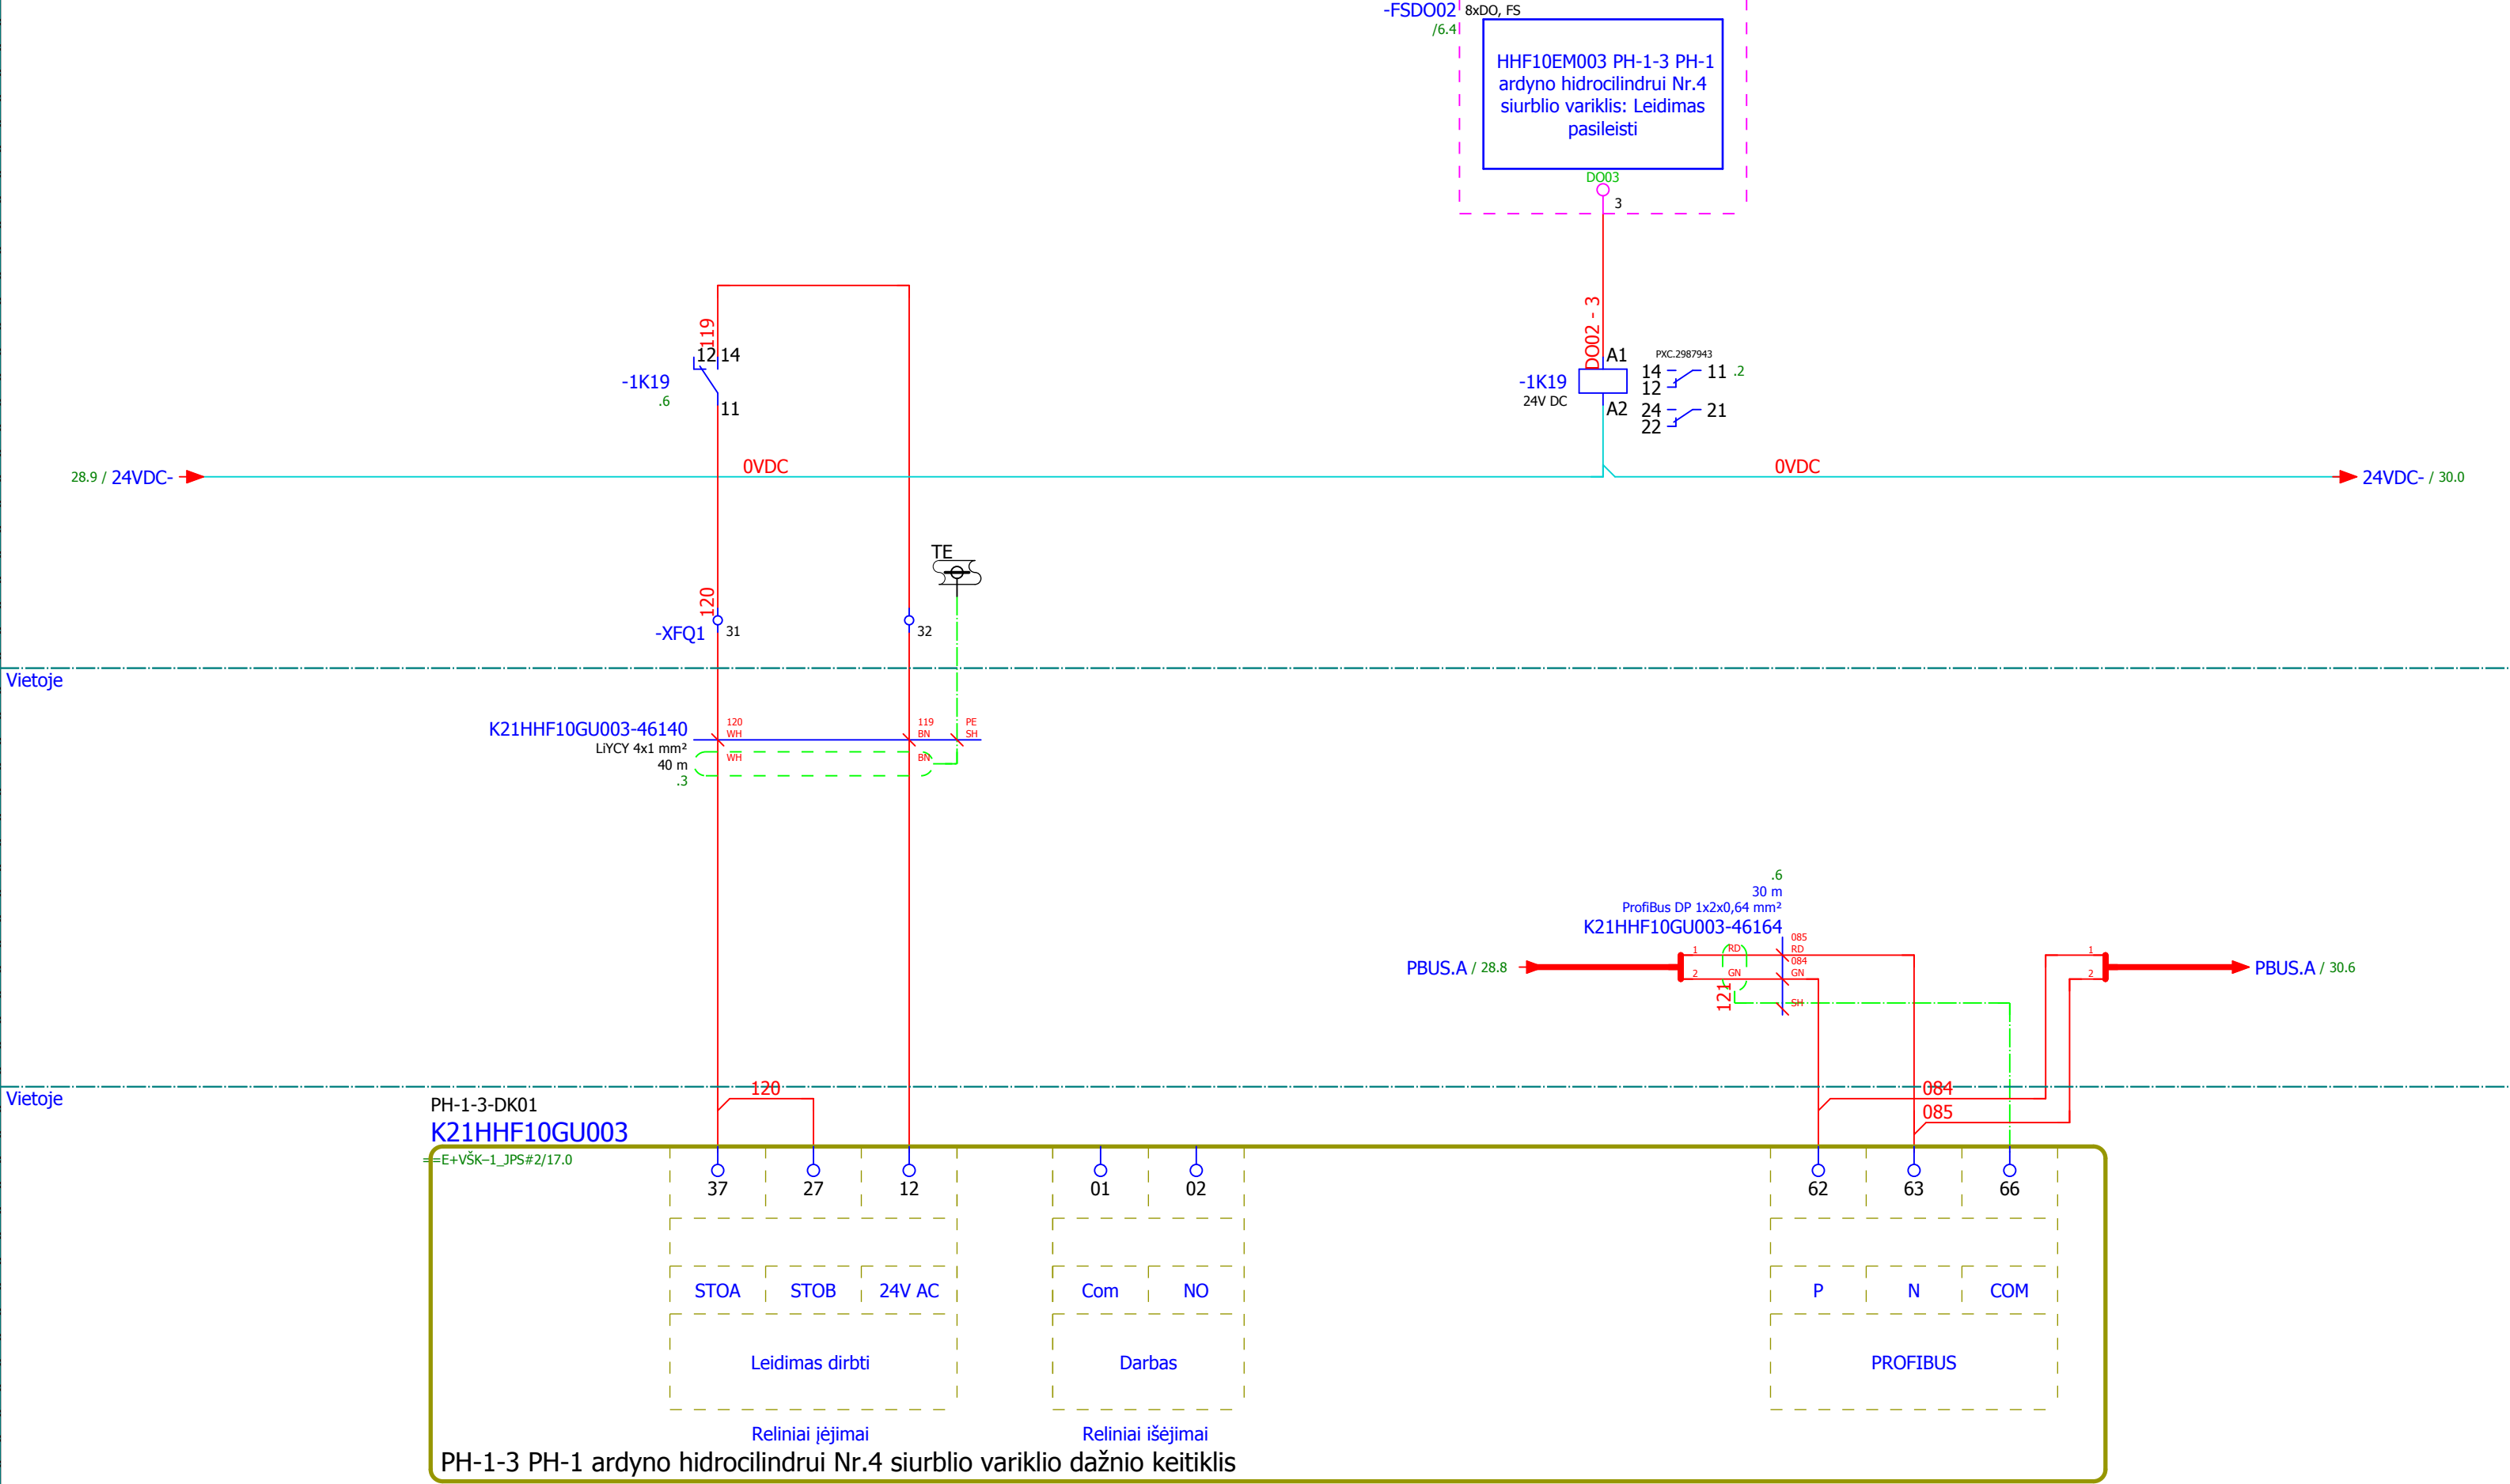 -FSDO02 8xDO, FS
/6.4
HHF10EM003 PH-1-3 PH-1
ardyno hidrocilindrui Nr.4
siurblio variklis: Leidimas
pasileisti
DO03
3
DO02 - 3
119
12 14
-1K19
.6
11
A1
-1K19
24V DC
A2
PXC.2987943
14 11 .2
12
24 21
22
28.9 / 24VDC-
0VDC
0VDC
24VDC- / 30.0
TE
120
-XFQ1 31 32
Vietoje
K21HHF10GU003-46140
LiYCY 4x1 mm²
40 m
.3
120
WH
WH
119
BN
BN
PE
SH
.6
30 m
ProfiBus DP 1x2x0,64 mm²
K21HHF10GU003-46164
PBUS.A / 28.8
1 RD
2 GN
085
RD
084
GN
SH
121
1
2
PBUS.A / 30.6
Vietoje
120
084
085
PH-1-3-DK01
K21HHF10GU003
==E+VŠK–1_JPS#2/17.0
37 27 12 01 02 62 63 66
STOA STOB 24V AC Com NO P N COM
Leidimas dirbti Darbas PROFIBUS
Reliniai įėjimai Reliniai išėjimai
PH-1-3 PH-1 ardyno hidrocilindrui Nr.4 siurblio variklio dažnio keitiklis